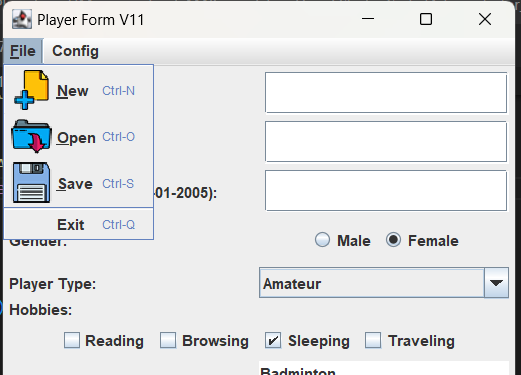 Player Form V11
File Config
New Ctrl-N
Open Ctrl-O
Save Ctrl-S
-01-2005):
Exit Ctrl-Q
Gender:
Male Female
Player Type: Amateur
Hobbies:
Reading Browsing Sleeping Traveling
Badminton